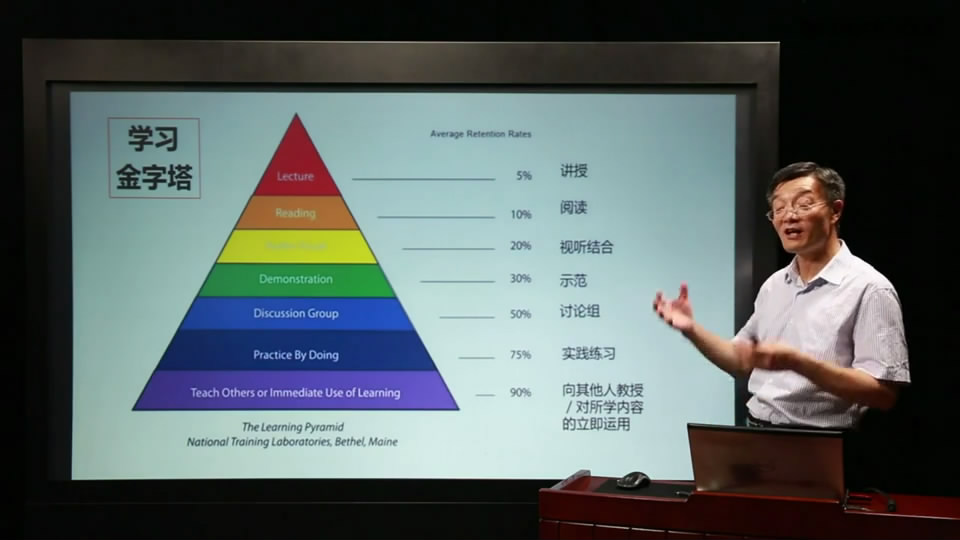 学习
金字塔
Average Retention Rates
Lecture 5% 讲授
Reading 10% 阅读
20% 视听结合
Demonstration 30% 示范
Discussion Group 50% 讨论组
Practice By Doing 75% 实践练习
Teach Others or Immediate Use of Learning 90% 向其他人教授
/ 对所学内容
的立即运用
The Learning Pyramid
National Training Laboratories, Bethel, Maine